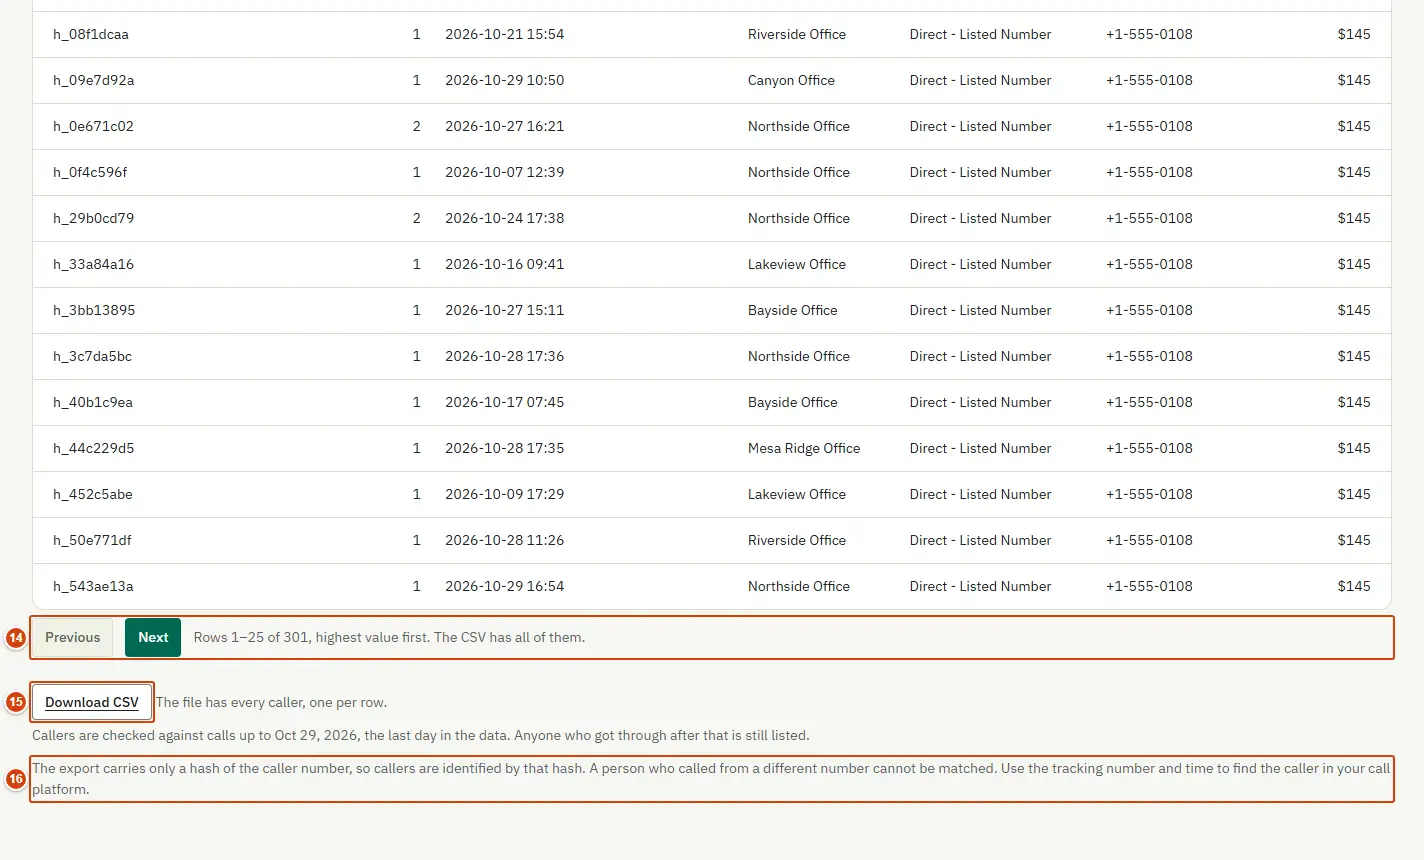 h_08f1dcaa 1 2026-10-21 15:54 Riverside Office Direct - Listed Number +1-555-0108 $145
h_09e7d92a 1 2026-10-29 10:50 Canyon Office Direct - Listed Number +1-555-0108 $145
h_0e671c02 2 2026-10-27 16:21 Northside Office Direct - Listed Number +1-555-0108 $145
h_0f4c596f 1 2026-10-07 12:39 Northside Office Direct - Listed Number +1-555-0108 $145
h_29b0cd79 2 2026-10-24 17:38 Northside Office Direct - Listed Number +1-555-0108 $145
h_33a84a16 1 2026-10-16 09:41 Lakeview Office Direct - Listed Number +1-555-0108 $145
h_3bb13895 1 2026-10-27 15:11 Bayside Office Direct - Listed Number +1-555-0108 $145
h_3c7da5bc 1 2026-10-28 17:36 Northside Office Direct - Listed Number +1-555-0108 $145
h_40b1c9ea 1 2026-10-17 07:45 Bayside Office Direct - Listed Number +1-555-0108 $145
h_44c229d5 1 2026-10-28 17:35 Mesa Ridge Office Direct - Listed Number +1-555-0108 $145
h_452c5abe 1 2026-10-09 17:29 Lakeview Office Direct - Listed Number +1-555-0108 $145
h_50e771df 1 2026-10-28 11:26 Riverside Office Direct - Listed Number +1-555-0108 $145
h_543ae13a 1 2026-10-29 16:54 Northside Office Direct - Listed Number +1-555-0108 $145
14 Previous Next Rows 1–25 of 301, highest value first. The CSV has all of them.
15 Download CSV The file has every caller, one per row.
Callers are checked against calls up to Oct 29, 2026, the last day in the data. Anyone who got through after that is still listed.
16 The export carries only a hash of the caller number, so callers are identified by that hash. A person who called from a different number cannot be matched. Use the tracking number and time to find the caller in your call
platform.